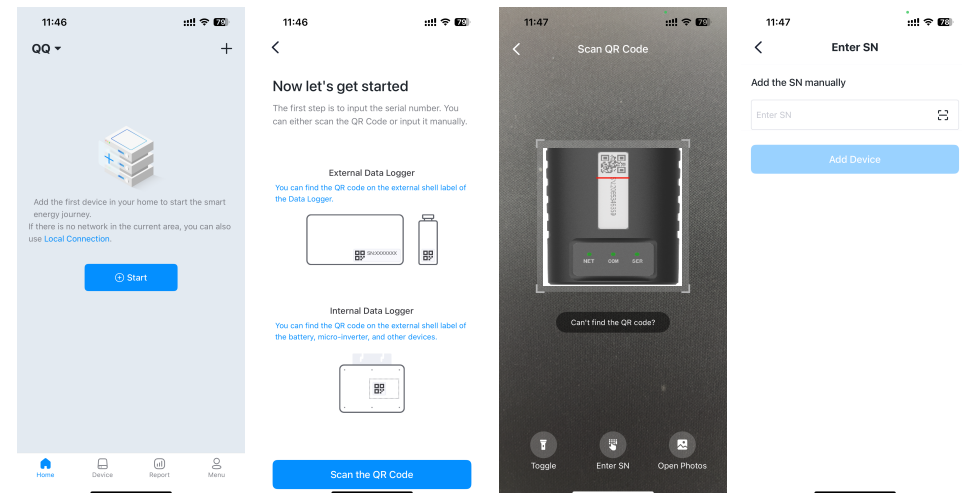 11:46
79
QQ
Add the first device in your home to start the smart
energy journey.
If there is no network in the current area, you can also
use Local Connection.
Start
Home
Device
Report
Menu
11:46
79
Now let's get started
The first step is to input the serial number. You
can either scan the QR Code or input it manually.
External Data Logger
You can find the QR code on the external shell label of
the Data Logger.
SN:XXXXXXXX
Internal Data Logger
You can find the QR code on the external shell label of
the battery, micro-inverter, and other devices.
Scan the QR Code
11:47
79
Scan QR Code
NET COM
Can't find the QR code?
Toggle
Enter SN
Open Photos
11:47
78
Enter SN
Add the SN manually
Enter SN
Add Device